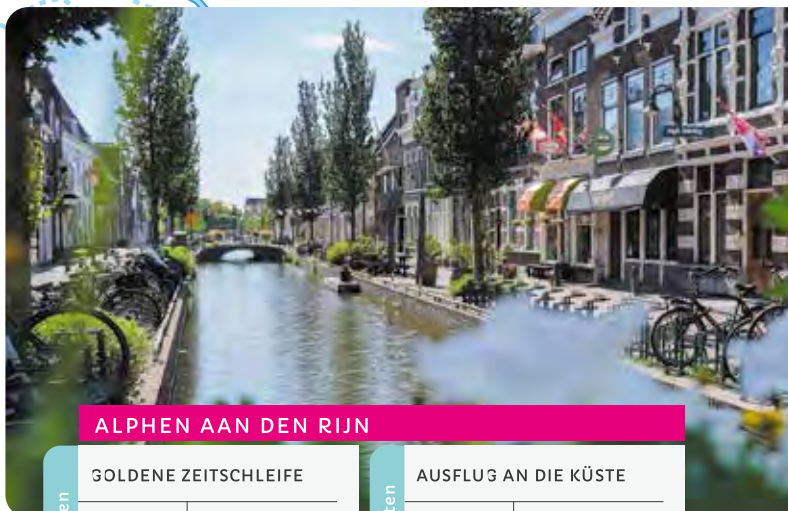 ALPHEN AAN DEN RIJN
GOLDENE ZEITSCHLEIFE
AUSFLUG AN DIE KÜSTE